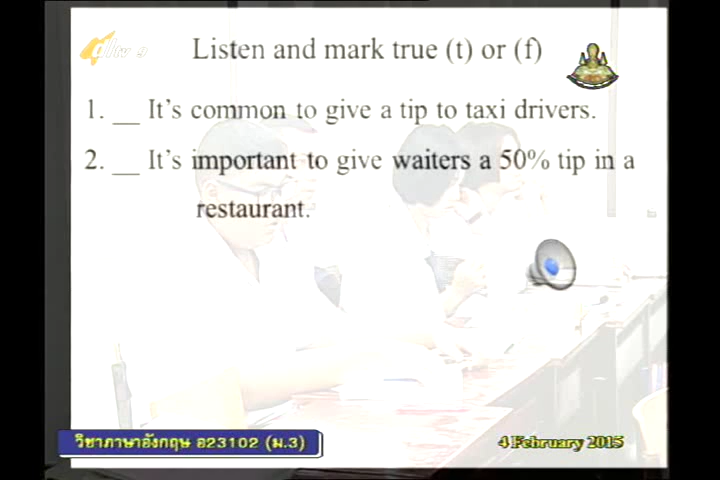 Listen and mark true (t) or (f)
1. __ It's common to give a tip to taxi drivers.
2. __ It's important to give waiters a 50% tip in a
restaurant.
วิชาภาษาอังกฤษ อ23102 (ม.3)
4 February 2015